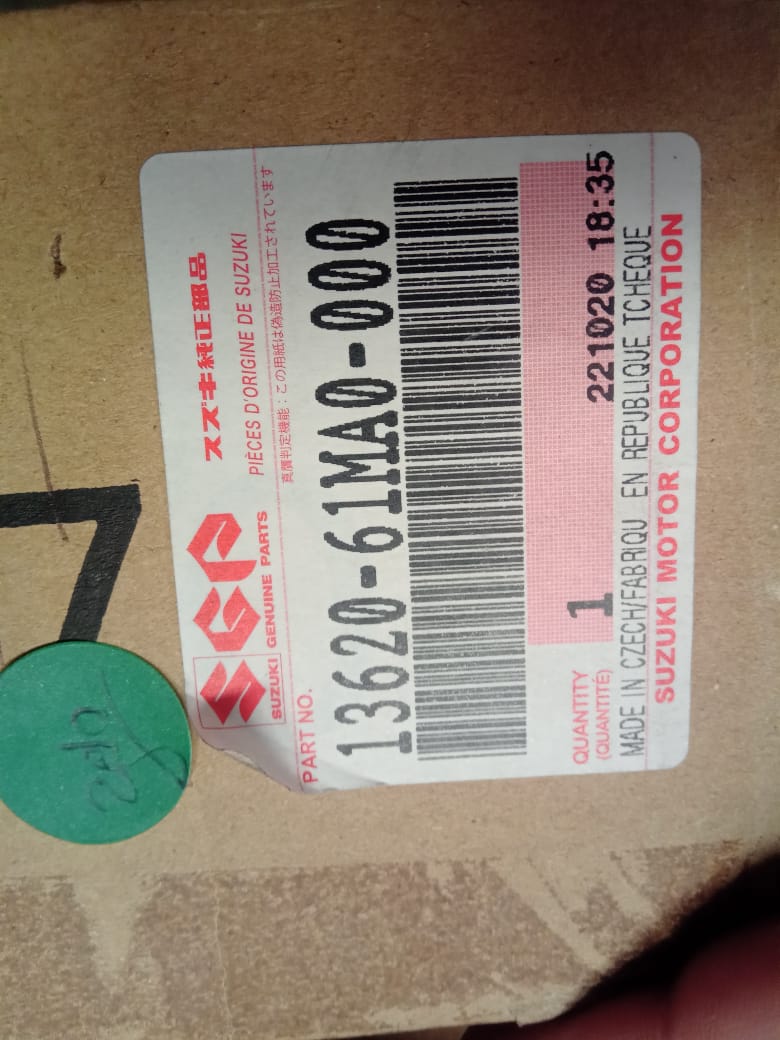 SGP
SUZUKI GENUINE PARTS
スズキ純正部品
PIÈCES D'ORIGINE DE SUZUKI
真贋判定機能：この用紙は偽造防止加工されています
PART NO.
13620-61MA0-000
QUANTITY
(QUANTITÉ)
1
221020 18:35
MADE IN CZECH/FABRIQU EN REPUBLIQUE TCHEQUE
SUZUKI MOTOR CORPORATION